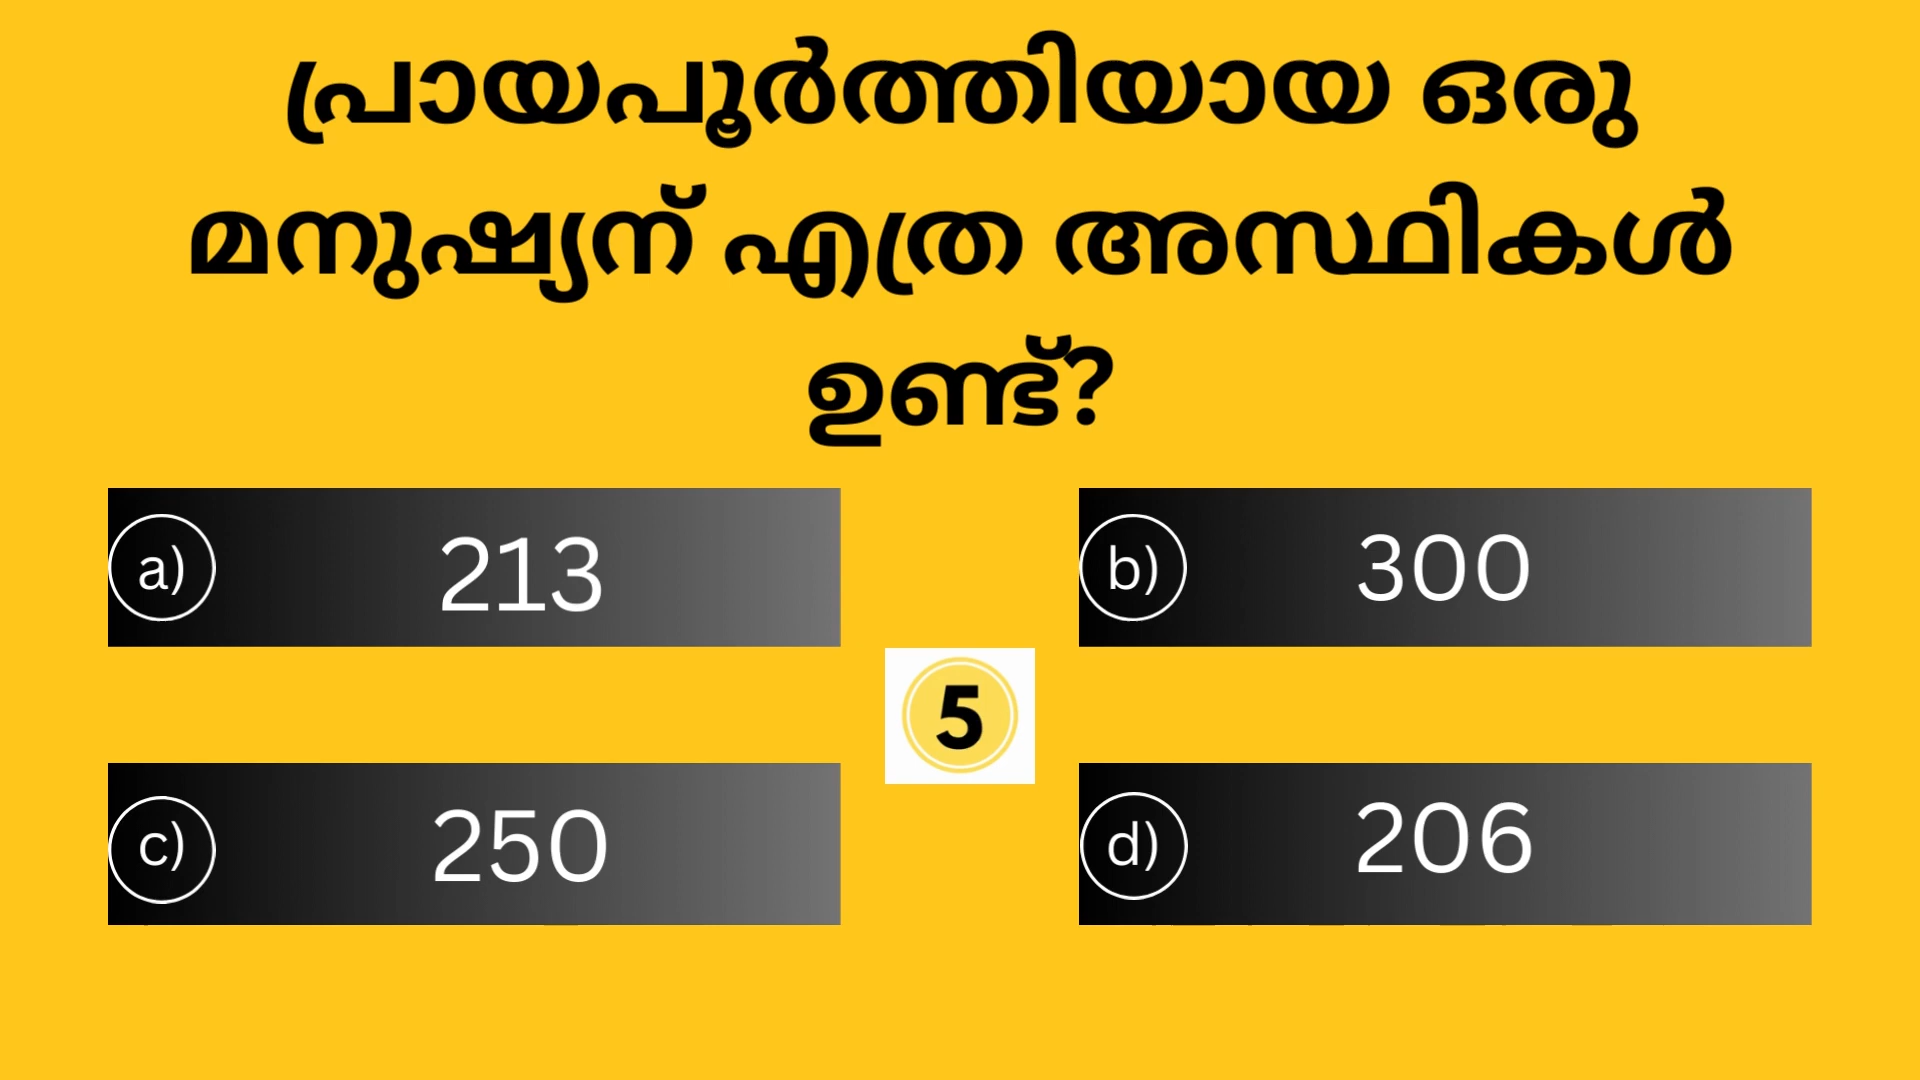 പ്രായപൂർത്തിയായ ഒരു
മനുഷ്യന് എത്ര അസ്ഥികൾ
ഉണ്ട്?
a) 213
b) 300
5
c) 250
d) 206